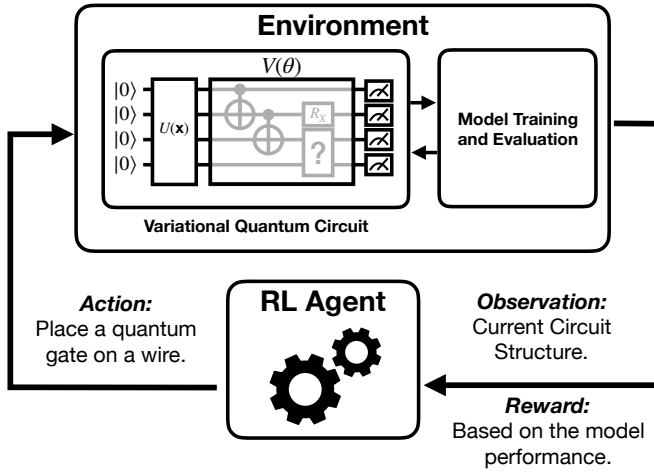 Environment
V(θ)
|0⟩
|0⟩
|0⟩
|0⟩
U(x)
R_X
?
Model Training
and Evaluation
Variational Quantum Circuit
Action:
Place a quantum
gate on a wire.
RL Agent
Observation:
Current Circuit
Structure.
Reward:
Based on the model
performance.